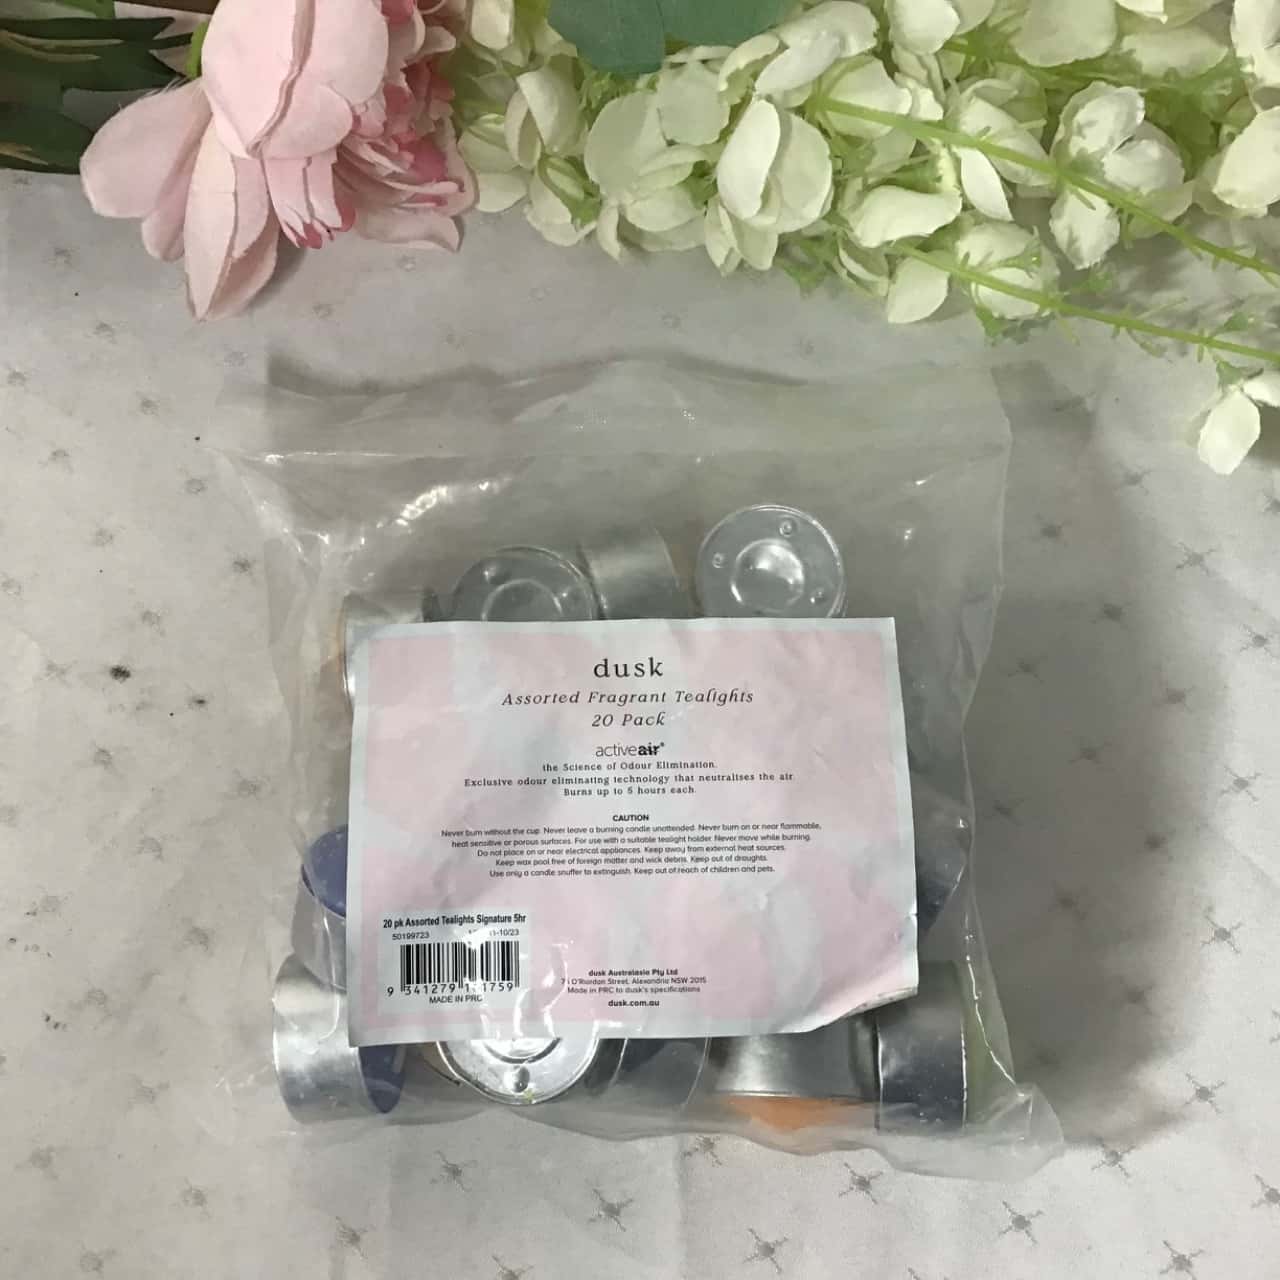 dusk
Assorted Fragrant Tealights
20 Pack
activeair®
the Science of Odour Elimination.
Exclusive odour eliminating technology that neutralises the air.
Burns up to 5 hours each.
CAUTION
Never burn without the cup. Never leave a burning candle unattended. Never burn on or near flammable,
heat sensitive or porous surfaces. For use with a suitable tealight holder. Never move while burning.
Do not place on or near electrical appliances. Keep away from external heat sources.
Keep wax pool free of foreign matter and wick debris. Keep out of draughts.
Use only a candle snuffer to extinguish. Keep out of reach of children and pets.
20 pk Assorted Tealights Signature 5hr
50199723
9 341279 1 1759
MADE IN PRC
dusk Australasia Pty Ltd
O'Riordan Street, Alexandria NSW 2015
Made in PRC to dusk's specifications
dusk.com.au